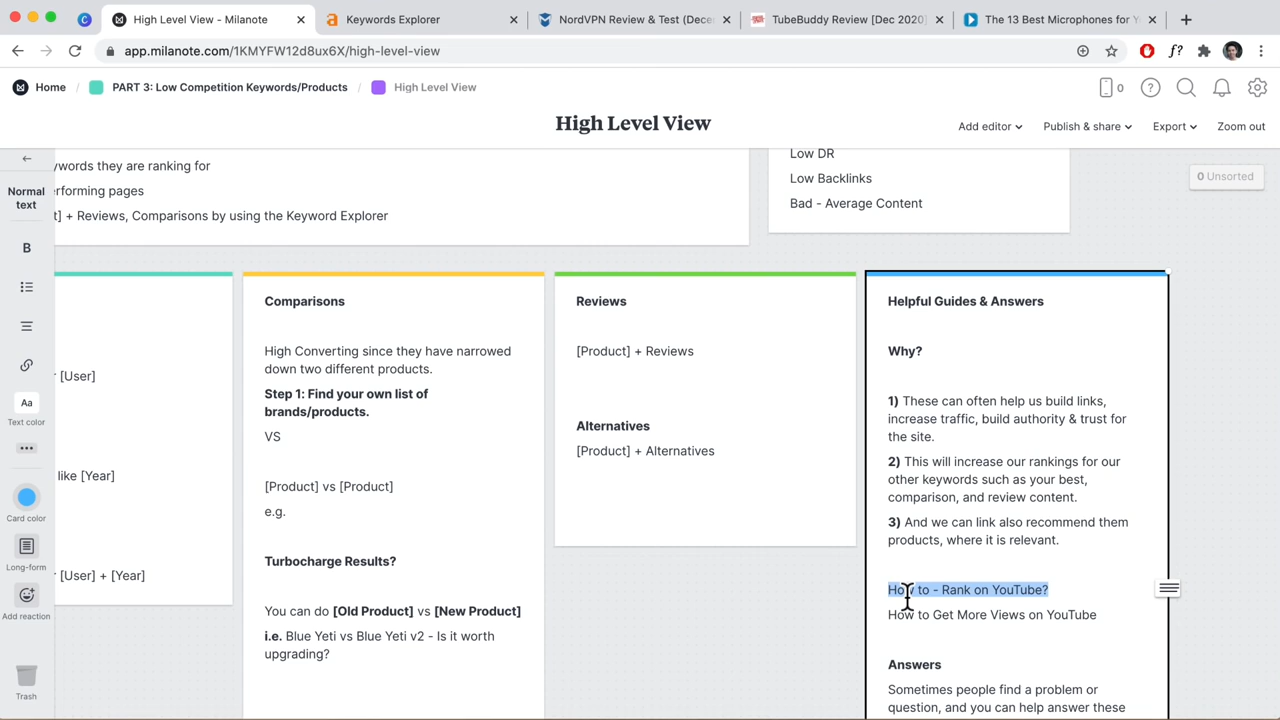 High Level View - Milanote
Keywords Explorer
NordVPN Review & Test (Dece
TubeBuddy Review [Dec 2020]
The 13 Best Microphones for Y
app.milanote.com/1KMYFW12d8ux6X/high-level-view
f?
Home / PART 3: Low Competition Keywords/Products / High Level View
0
High Level View
Add editor
Publish & share
Export
Zoom out
0 Unsorted
Normal text
B
Aa
Text color
Card color
Long-form
Add reaction
Trash
ywords they are ranking for
erforming pages
t] + Reviews, Comparisons by using the Keyword Explorer
Low DR
Low Backlinks
Bad - Average Content
r [User]
like [Year]
r [User] + [Year]
Comparisons
High Converting since they have narrowed
down two different products.
Step 1: Find your own list of
brands/products.
VS
[Product] vs [Product]
e.g.
Turbocharge Results?
You can do [Old Product] vs [New Product]
i.e. Blue Yeti vs Blue Yeti v2 - Is it worth
upgrading?
Reviews
[Product] + Reviews
Alternatives
[Product] + Alternatives
Helpful Guides & Answers
Why?
1) These can often help us build links,
increase traffic, build authority & trust for
the site.
2) This will increase our rankings for our
other keywords such as your best,
comparison, and review content.
3) And we can link also recommend them
products, where it is relevant.
How to - Rank on YouTube?
How to Get More Views on YouTube
Answers
Sometimes people find a problem or
question, and you can help answer these